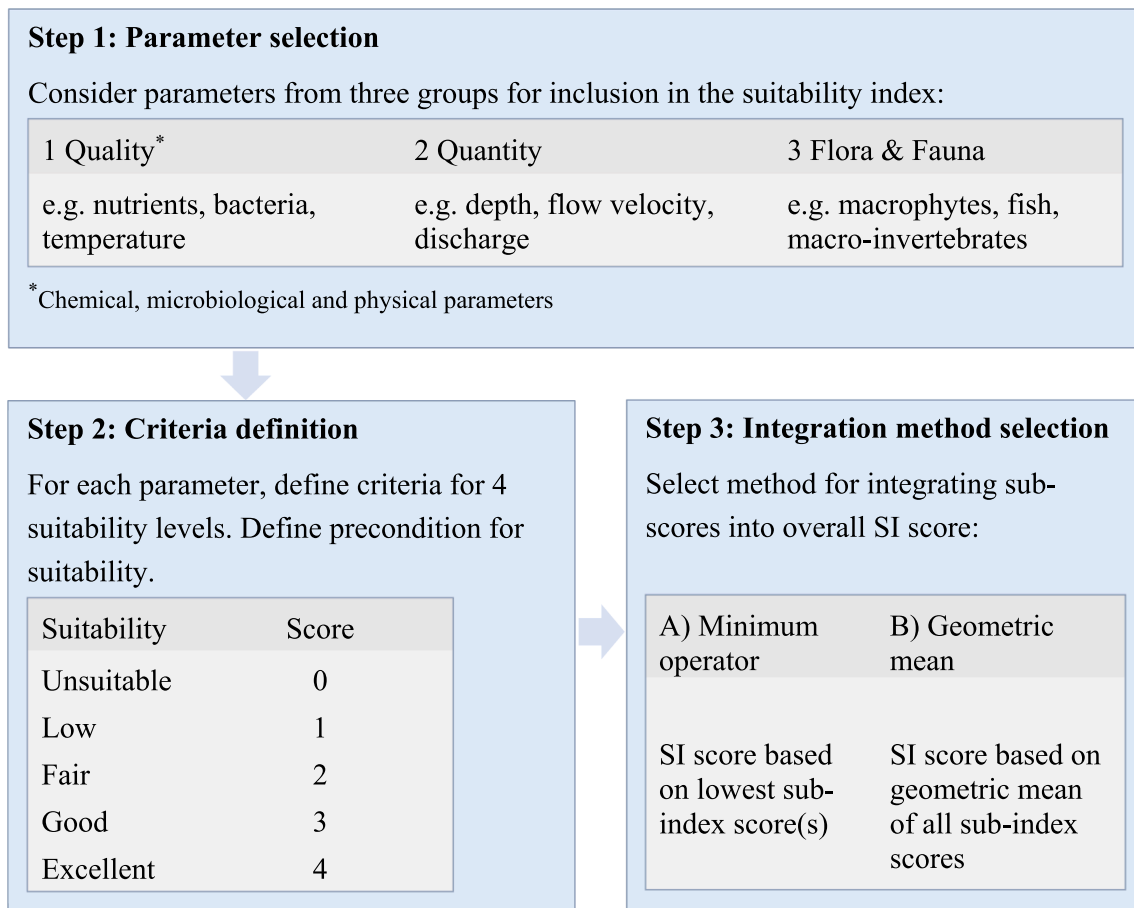 Step 1: Parameter selection
Consider parameters from three groups for inclusion in the suitability index:
1 Quality* 2 Quantity 3 Flora & Fauna
e.g. nutrients, bacteria, e.g. depth, flow velocity, e.g. macrophytes, fish,
temperature discharge macro-invertebrates
*Chemical, microbiological and physical parameters
Step 2: Criteria definition
For each parameter, define criteria for 4
suitability levels. Define precondition for
suitability.
Suitability Score
Unsuitable 0
Low 1
Fair 2
Good 3
Excellent 4
Step 3: Integration method selection
Select method for integrating sub-
scores into overall SI score:
A) Minimum B) Geometric
operator mean
SI score based SI score based on
on lowest sub- geometric mean
index score(s) of all sub-index
scores